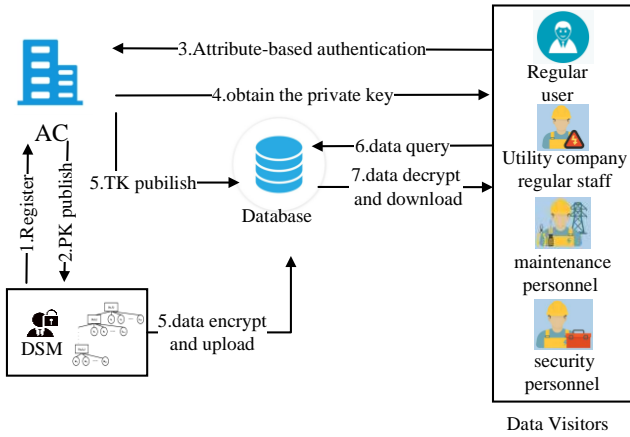 3.Attribute-based authentication
Regular
user
4.obtain the private key
AC
6.data query
Utility company
regular staff
5.TK pubilish
7.data decrypt
and download
Database
1.Register
2.PK publish
maintenance
personnel
5.data encrypt
and upload
DSM
security
personnel
Data Visitors